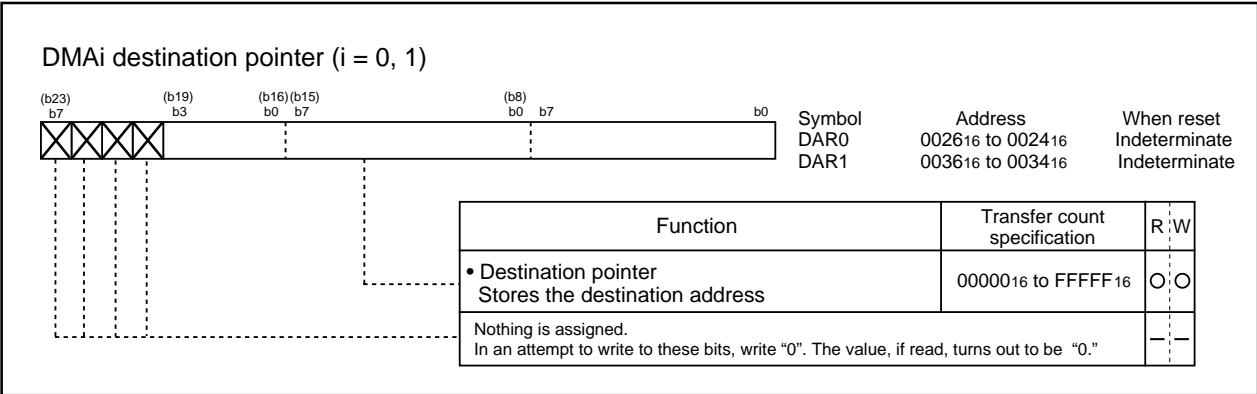 DMAi destination pointer (i = 0, 1)
(b23) (b19) (b16)(b15) (b8)
b7 b3 b0 b7 b0 b7 b0
Symbol Address When reset
DAR0 002616 to 002416 Indeterminate
DAR1 003616 to 003416 Indeterminate
Function Transfer count specification R W
• Destination pointer
Stores the destination address
0000016 to FFFFF16
Nothing is assigned.
In an attempt to write to these bits, write “0”. The value, if read, turns out to be “0.”